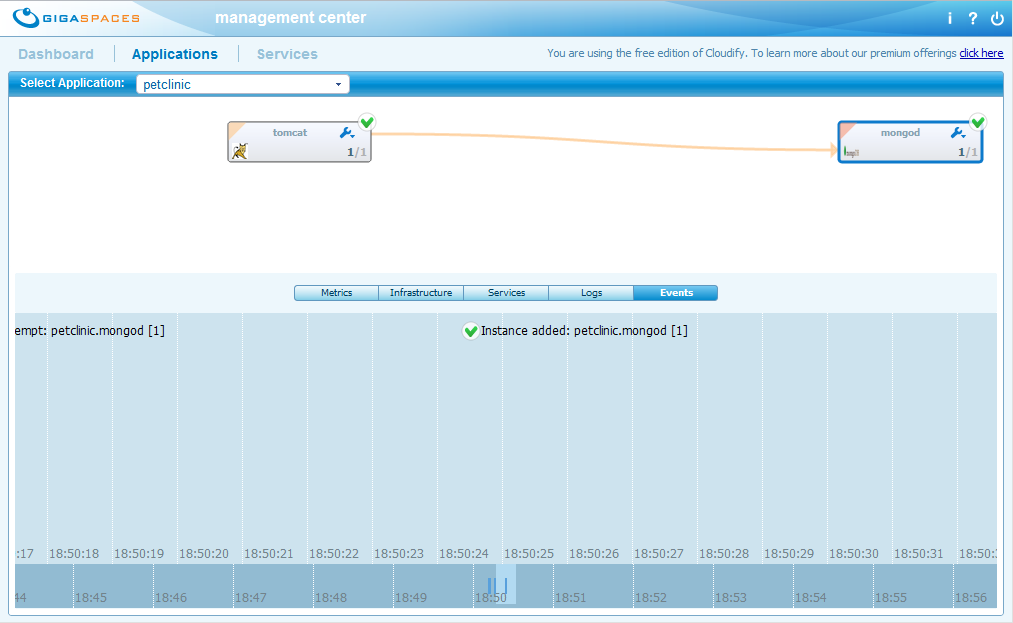 GIGASPACES management center i ?
Dashboard Applications Services You are using the free edition of Cloudify. To learn more about our premium offerings click here
Select Application: petclinic
tomcat
1/1
mongod
1/1
Metrics Infrastructure Services Logs Events
empt: petclinic.mongod [1] Instance added: petclinic.mongod [1]
:17 18:50:18 18:50:19 18:50:20 18:50:21 18:50:22 18:50:23 18:50:24 18:50:25 18:50:26 18:50:27 18:50:28 18:50:29 18:50:30 18:50:31 18:50:
44 18:45 18:46 18:47 18:48 18:49 18:50 18:51 18:52 18:53 18:54 18:55 18:56